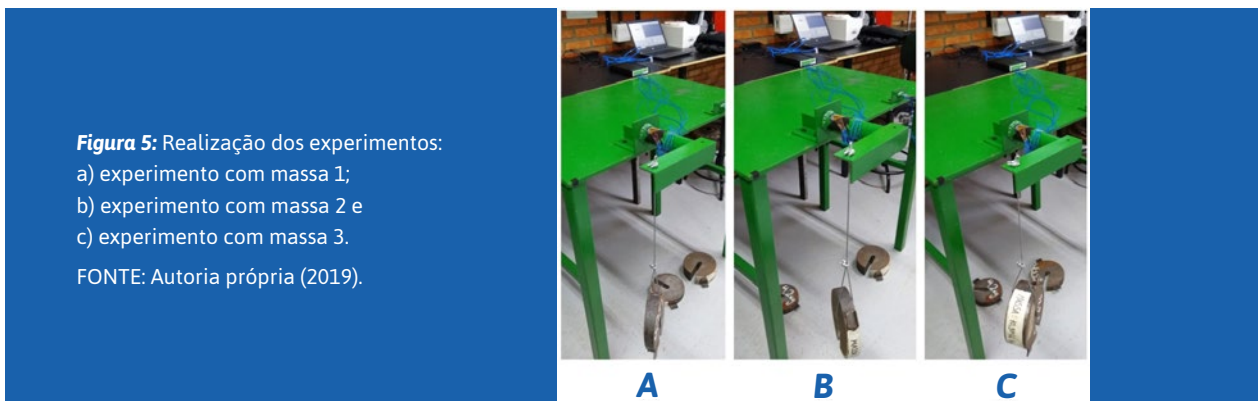 Figura 5: Realização dos experimentos:
a) experimento com massa 1;
b) experimento com massa 2 e
c) experimento com massa 3.
FONTE: Autoria própria (2019).
A
B
C